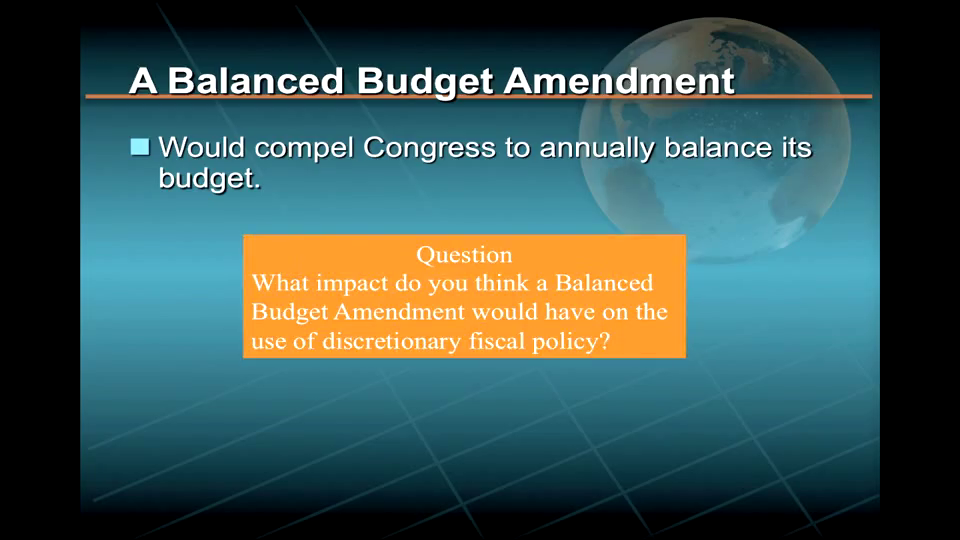 A Balanced Budget Amendment
Would compel Congress to annually balance its
budget.
Question
What impact do you think a Balanced
Budget Amendment would have on the
use of discretionary fiscal policy?